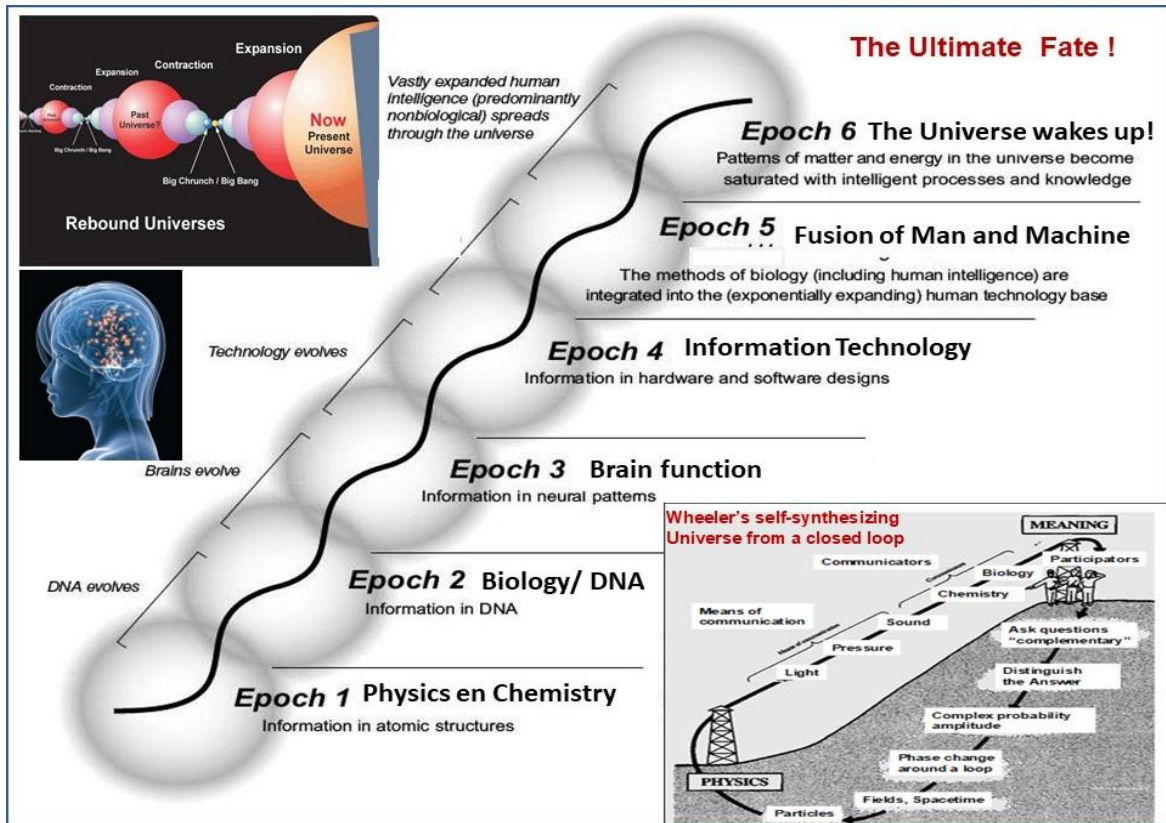 Expansion
Contraction
Expansion
Contraction
Past
Universe?
Now
Present
Universe
Big Chrunch / Big Bang
Big Chrunch / Big Bang
Rebound Universes
The Ultimate Fate !
Vastly expanded human
intelligence (predominantly
nonbiological) spreads
through the universe
Epoch 6 The Universe wakes up!
Patterns of matter and energy in the universe become
saturated with intelligent processes and knowledge
Epoch 5 Fusion of Man and Machine
The methods of biology (including human intelligence) are
integrated into the (exponentially expanding) human technology base
Technology evolves
Epoch 4 Information Technology
Information in hardware and software designs
Brains evolve
Epoch 3 Brain function
Information in neural patterns
DNA evolves
Epoch 2 Biology/ DNA
Information in DNA
Epoch 1 Physics en Chemistry
Information in atomic structures
Wheeler's self-synthesizing
Universe from a closed loop
MEANING
Communicators
Participators
Biology
Chemistry
Means of
communication
Sound
Pressure
Light
Ask questions
"complementary"
Distinguish
the Answer
Complex probability
amplitude
Phase change
around a loop
PHYSICS
Fields, Spacetime
Particles